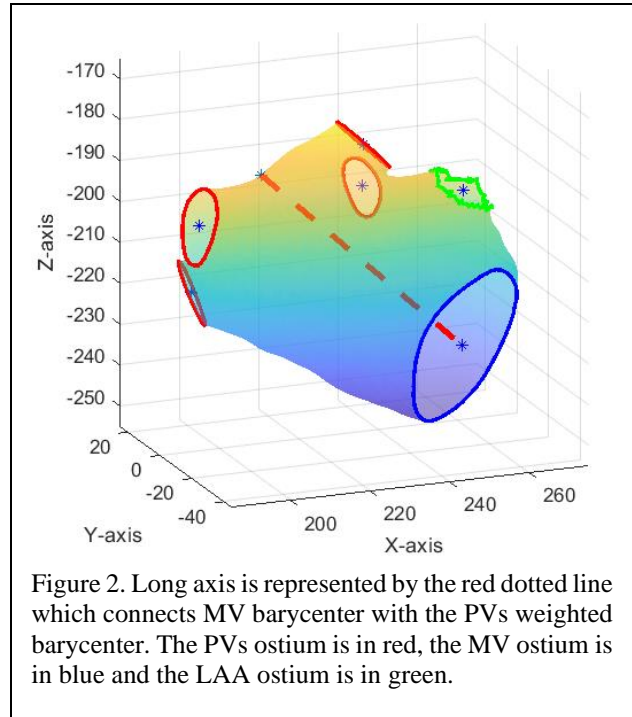 -170
-180
-190
-200
-210
-220
-230
-240
-250
Z-axis
20
0
-20
-40
Y-axis
200
220
240
260
X-axis
Figure 2. Long axis is represented by the red dotted line
which connects MV barycenter with the PVs weighted
barycenter. The PVs ostium is in red, the MV ostium is
in blue and the LAA ostium is in green.